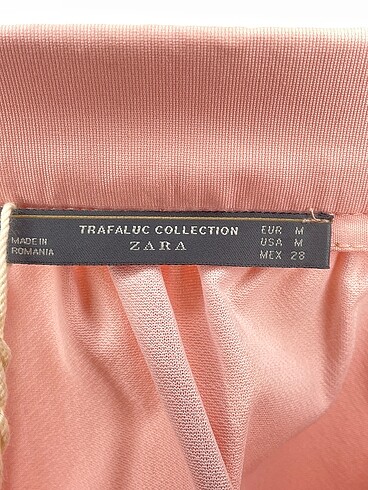 MADE IN
ROMANIA
TRAFALUC COLLECTION
ZARA
EUR M
USA M
MEX 28